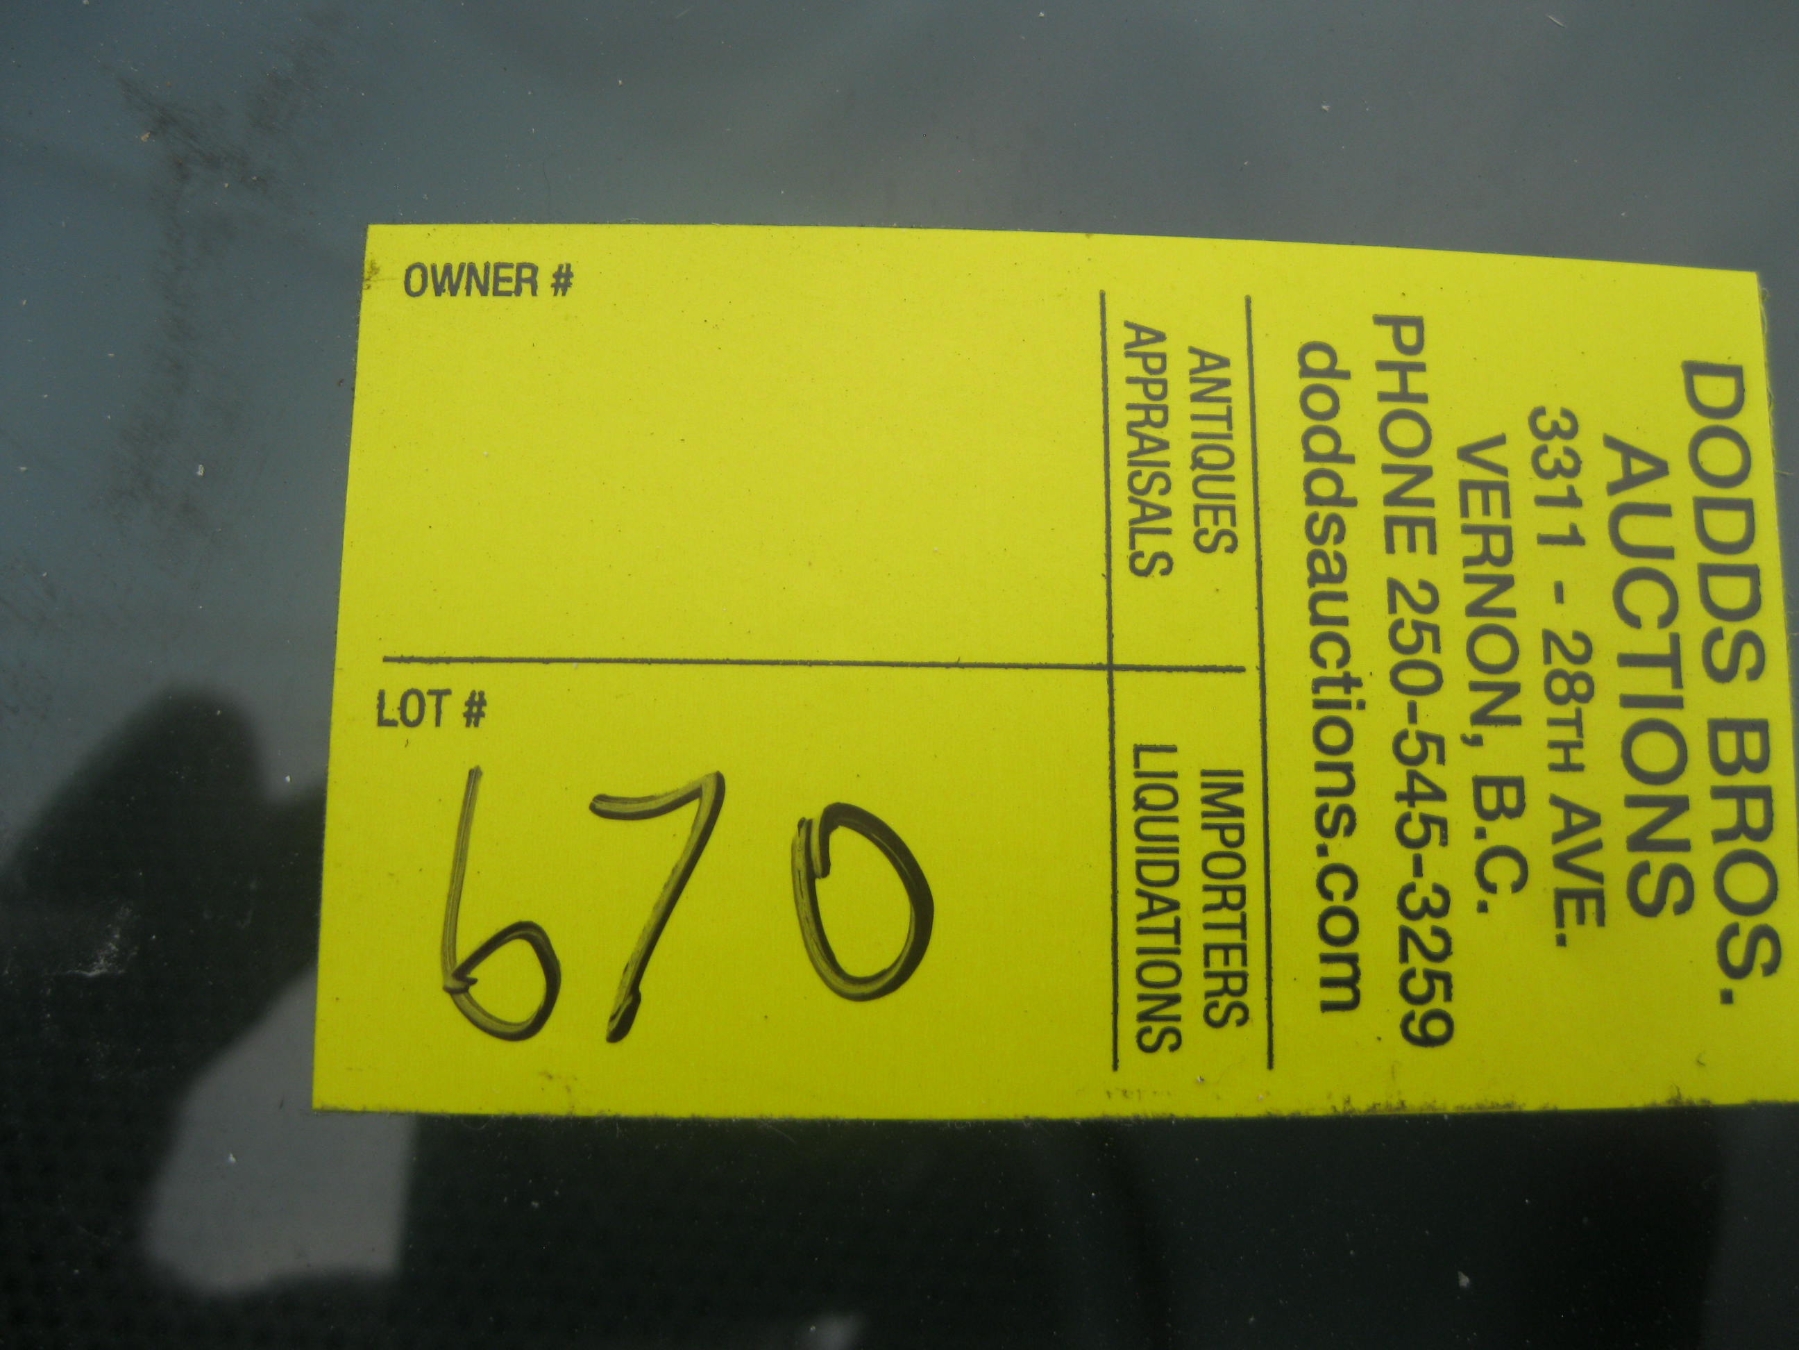 OWNER #
LOT #
670
DODDS BROS.
AUCTIONS
3311 - 28TH AVE.
VERNON, B.C.
PHONE 250-545-3259
doddsauctions.com
ANTIQUES
APPRAISALS
IMPORTERS
LIQUIDATIONS